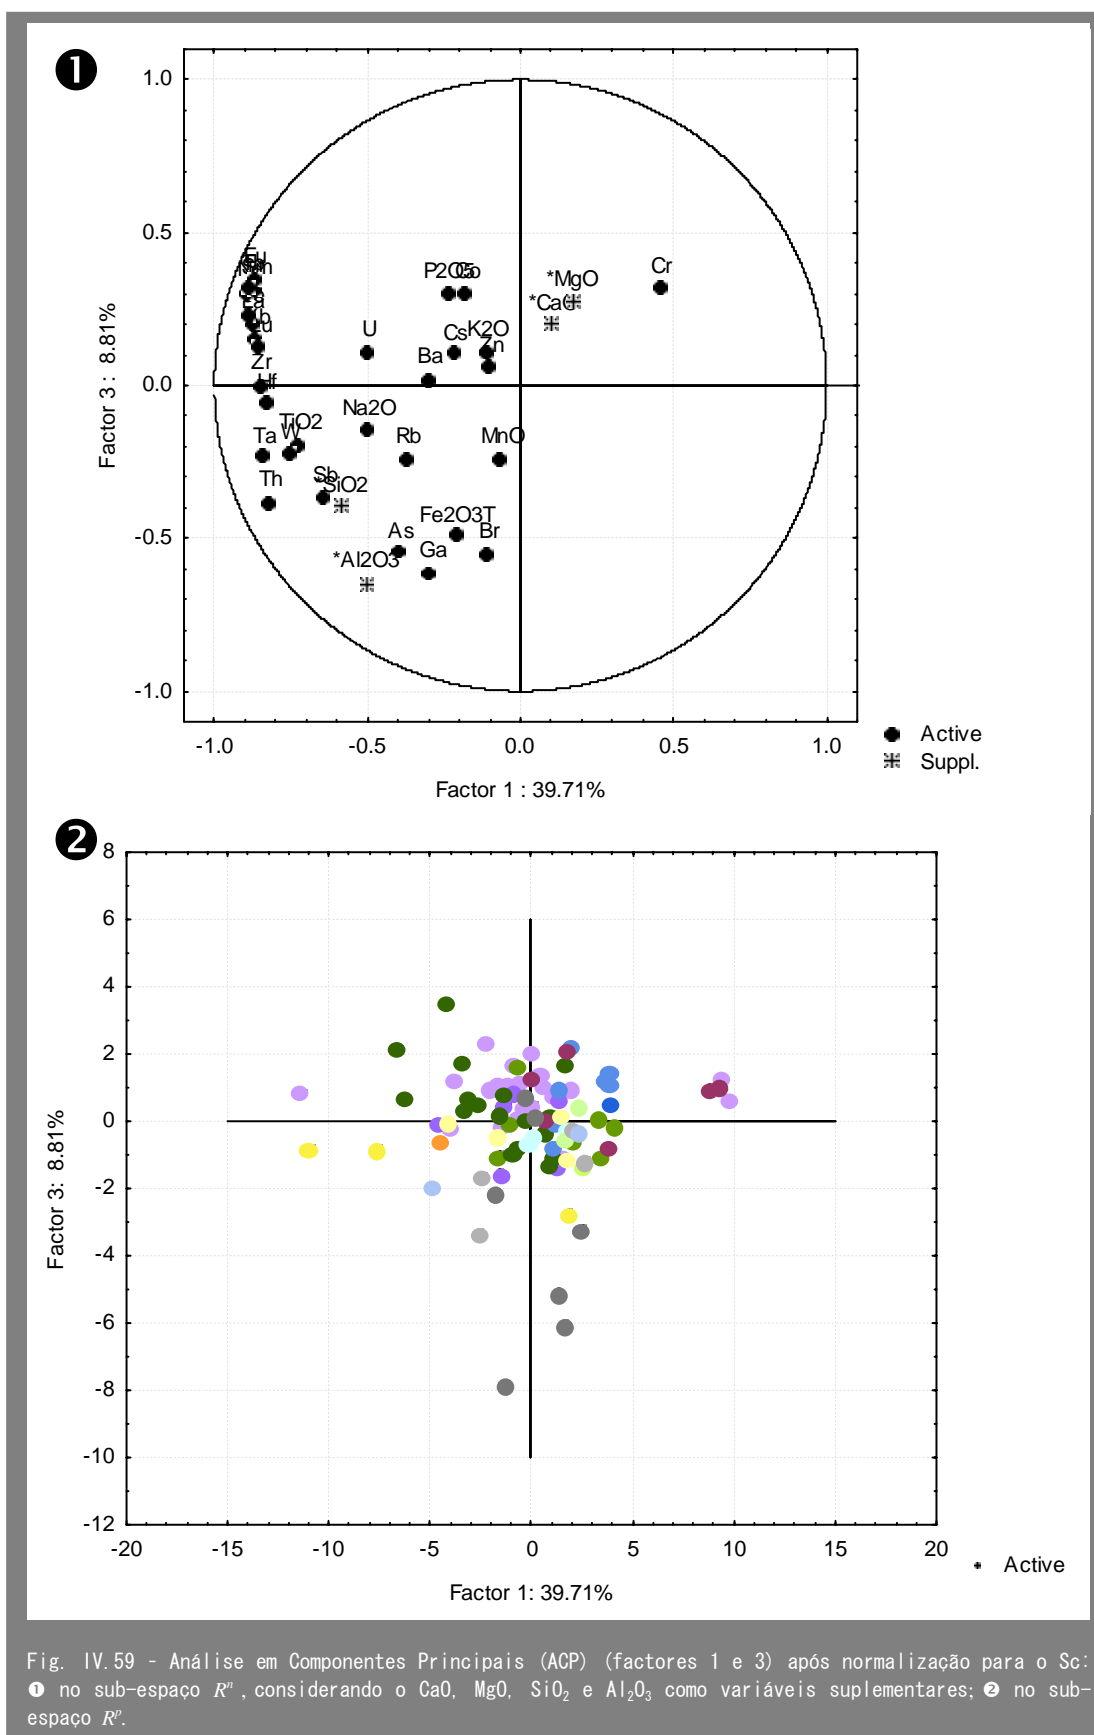 ❶
1.0
0.5
0.0
-0.5
-1.0
Factor 3 : 8.81%
P2O5
Co
*MgO
Cr
*CaO
U
Cs
K2O
Zn
Ba
Zr
Hf
Na2O
TiO2
Ta
W
Rb
MnO
Th
Sb
*SiO2
Fe2O3T
As
Br
Ga
*Al2O3
La
Lu
-1.0 -0.5 0.0 0.5 1.0
Factor 1 : 39.71%
Active
Suppl.
❷
8
6
4
2
0
-2
-4
-6
-8
-10
-12
Factor 3: 8.81%
-20 -15 -10 -5 0 5 10 15 20
Factor 1: 39.71%
Active
Fig. IV.59 - Análise em Componentes Principais (ACP) (factores 1 e 3) após normalização para o Sc:
❶ no sub-espaço Rⁿ, considerando o CaO, MgO, SiO₂ e Al₂O₃ como variáveis suplementares; ❷ no sub-
espaço Rᵖ.